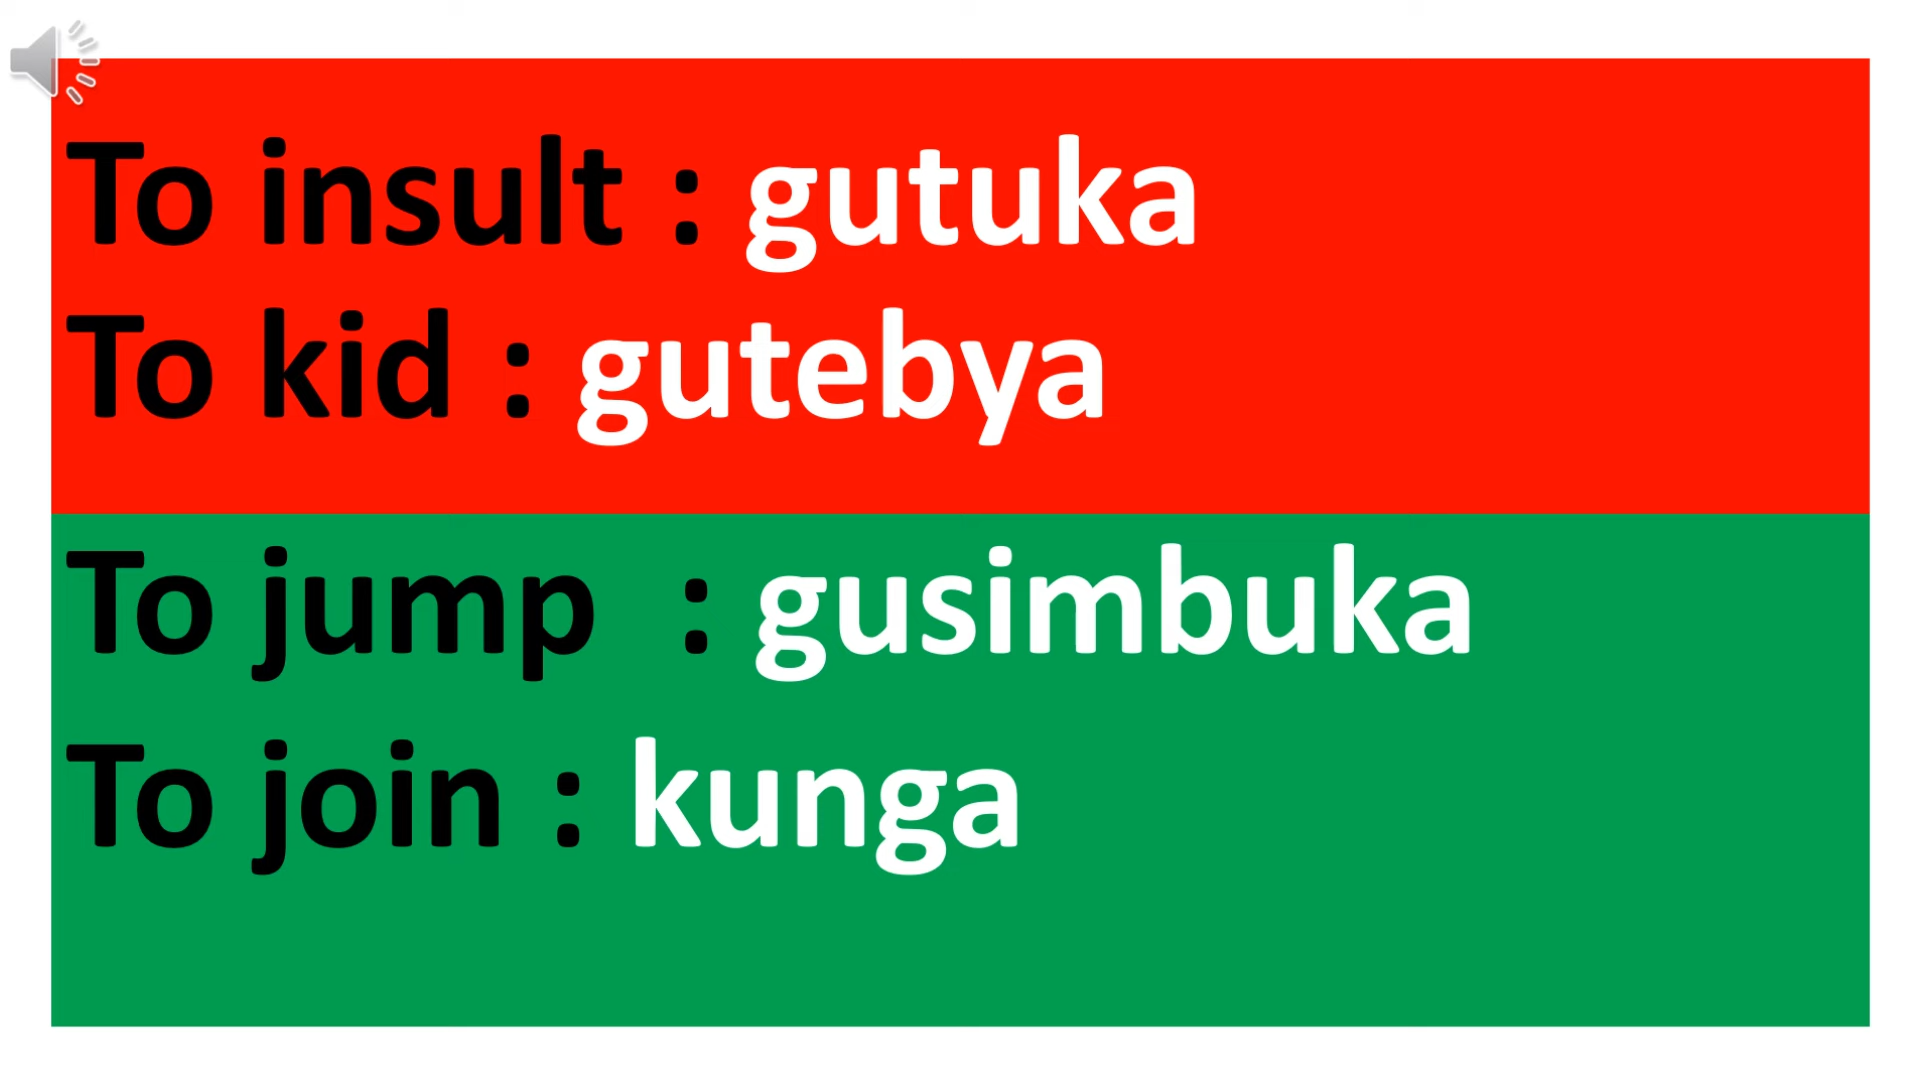 To insult : gutuka
To kid : gutebya
To jump  : gusimbuka
To join : kunga